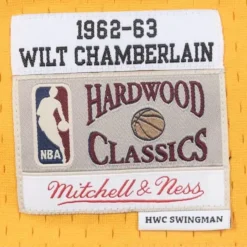 1962-63
WILT CHAMBERLAIN
NBA
HARDWOOD
CLASSICS
Mitchell & Ness
HWC SWINGMAN